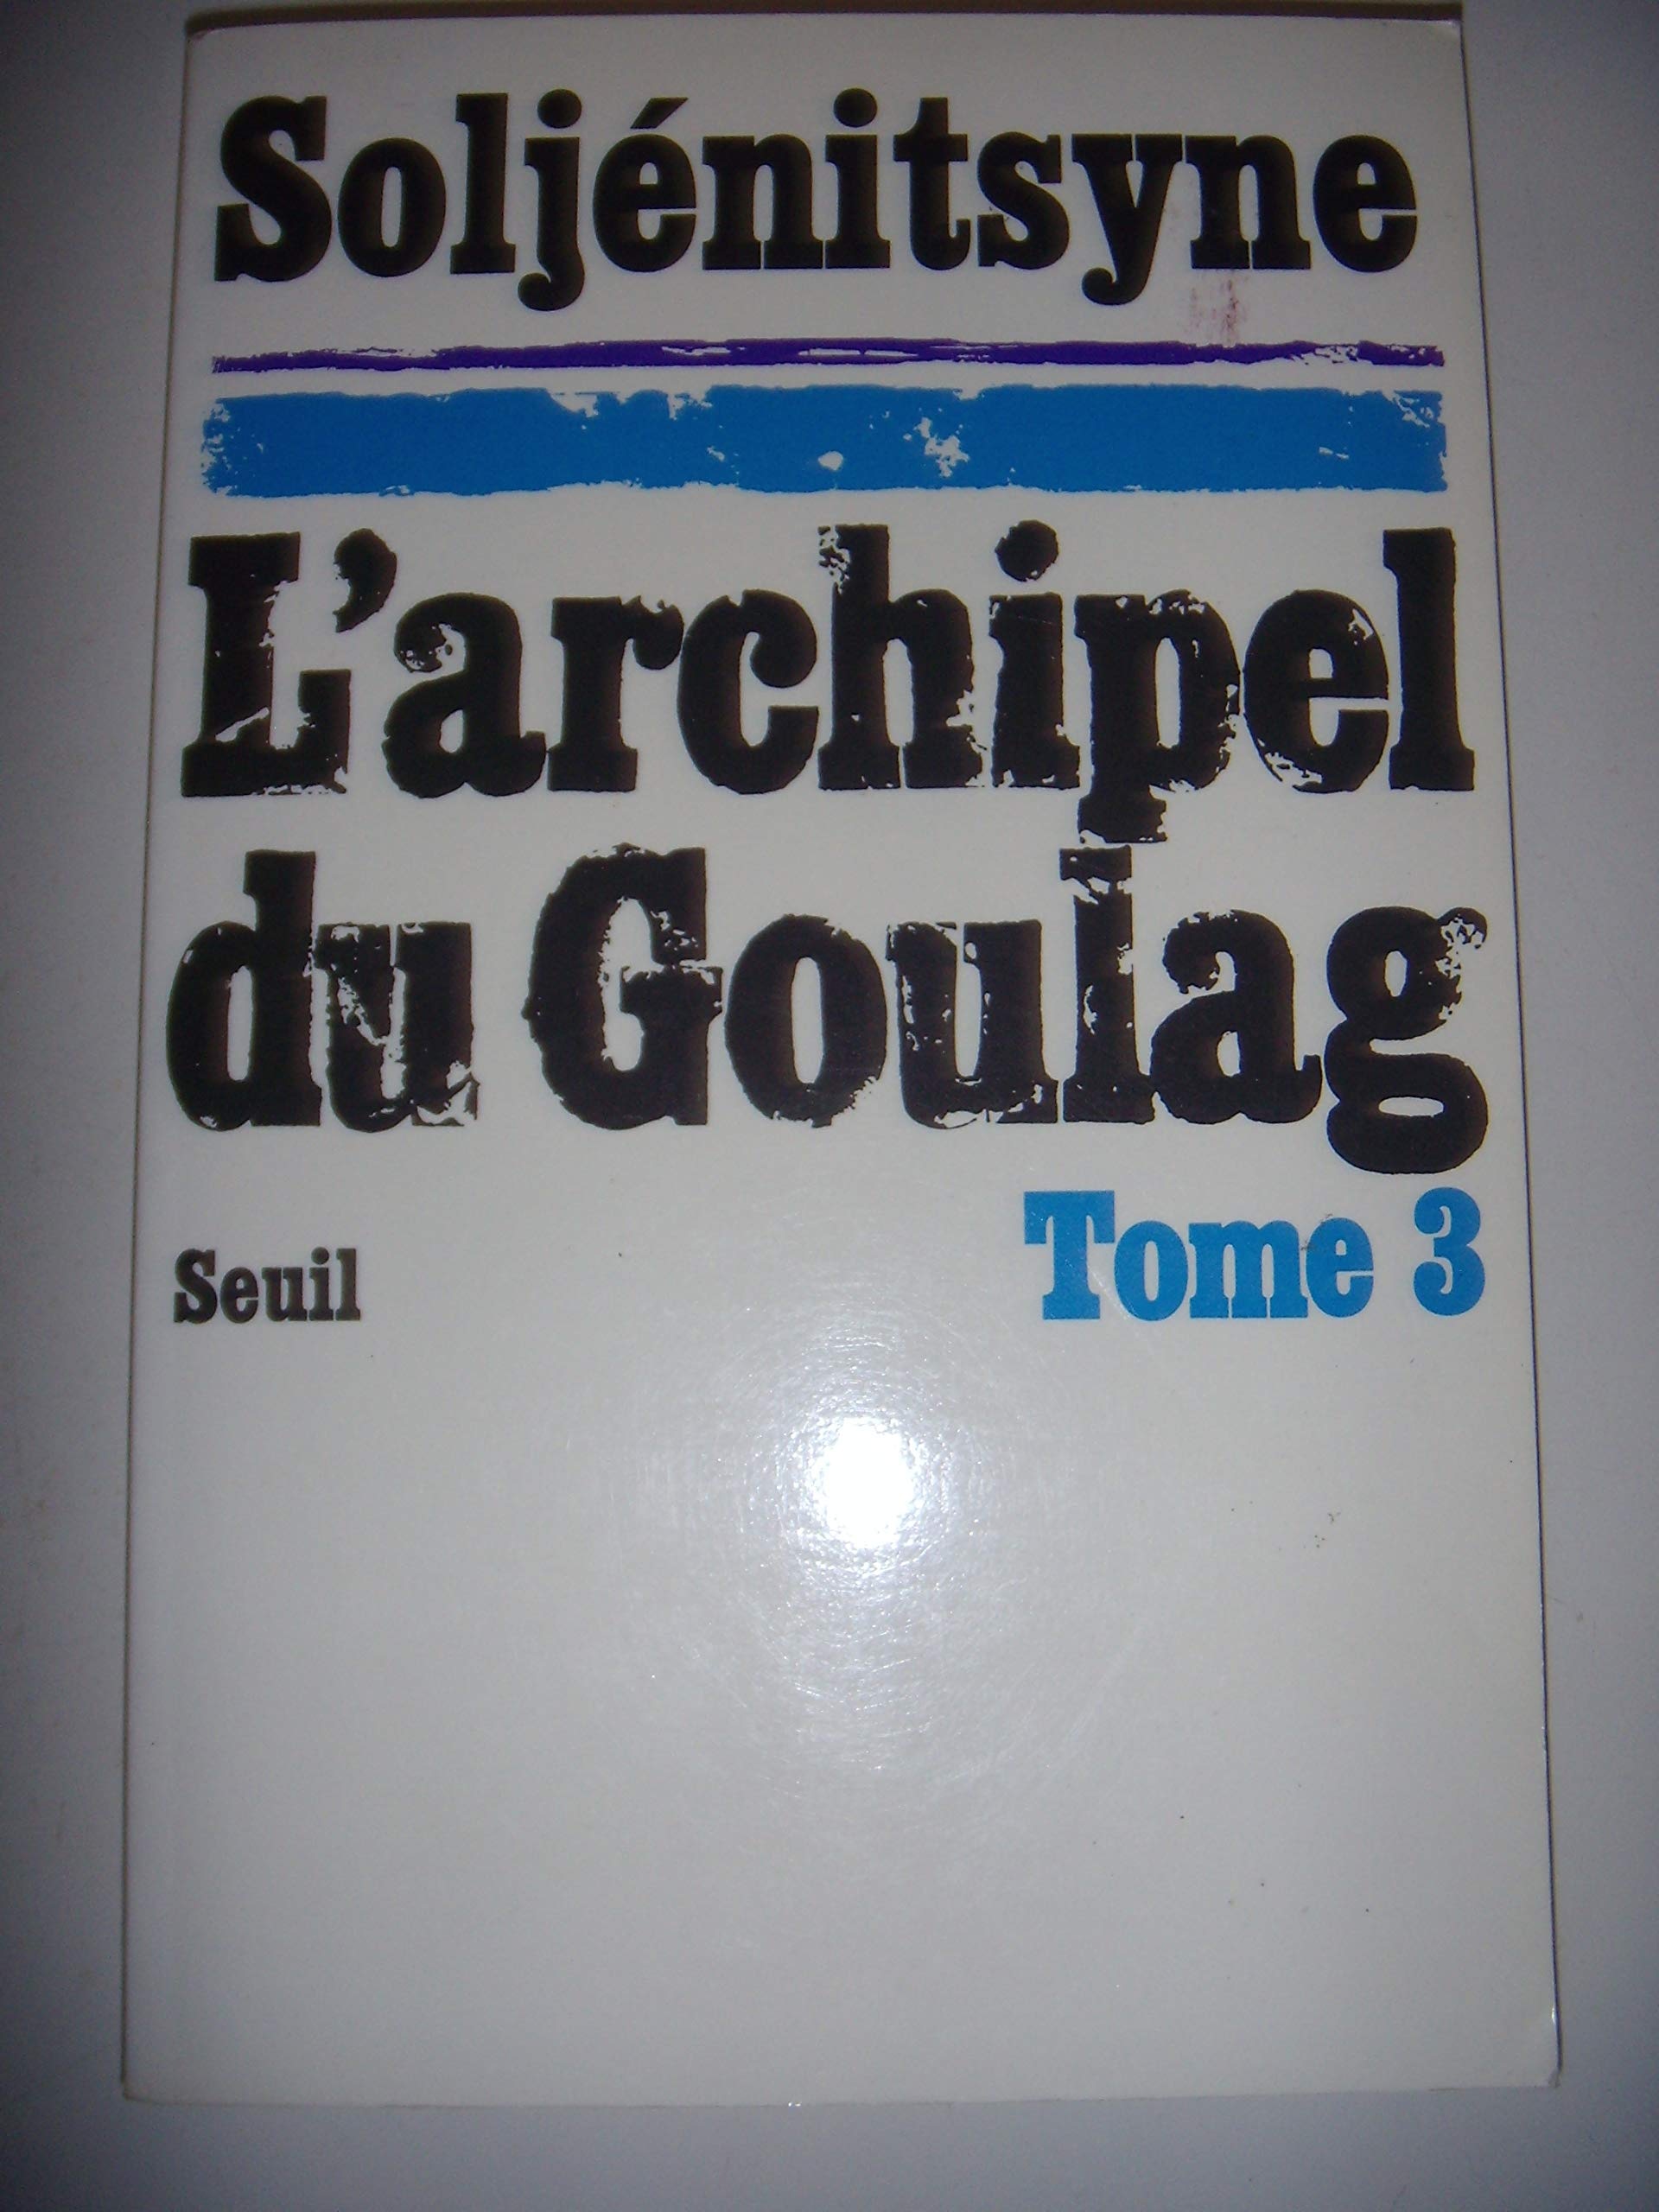 Soljénitsyne
L'archipel
du Goulag
Tome 3
Seuil